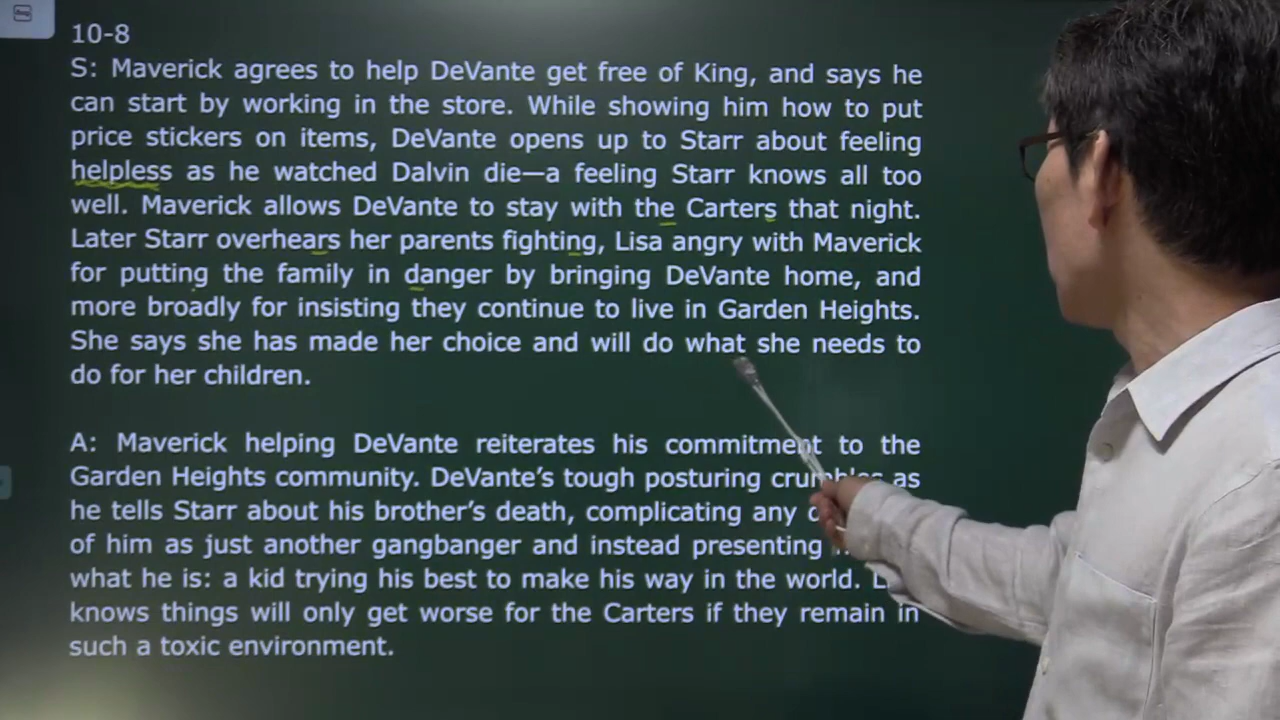 10-8
S: Maverick agrees to help DeVante get free of King, and says he
can start by working in the store. While showing him how to put
price stickers on items, DeVante opens up to Starr about feeling
helpless as he watched Dalvin die—a feeling Starr knows all too
well. Maverick allows DeVante to stay with the Carters that night.
Later Starr overhears her parents fighting, Lisa angry with Maverick
for putting the family in danger by bringing DeVante home, and
more broadly for insisting they continue to live in Garden Heights.
She says she has made her choice and will do what she needs to
do for her children.
A: Maverick helping DeVante reiterates his commitment to the
Garden Heights community. DeVante's tough posturing crumbles as
he tells Starr about his brother's death, complicating any
of him as just another gangbanger and instead presenting
what he is: a kid trying his best to make his way in the world.
knows things will only get worse for the Carters if they remain in
such a toxic environment.